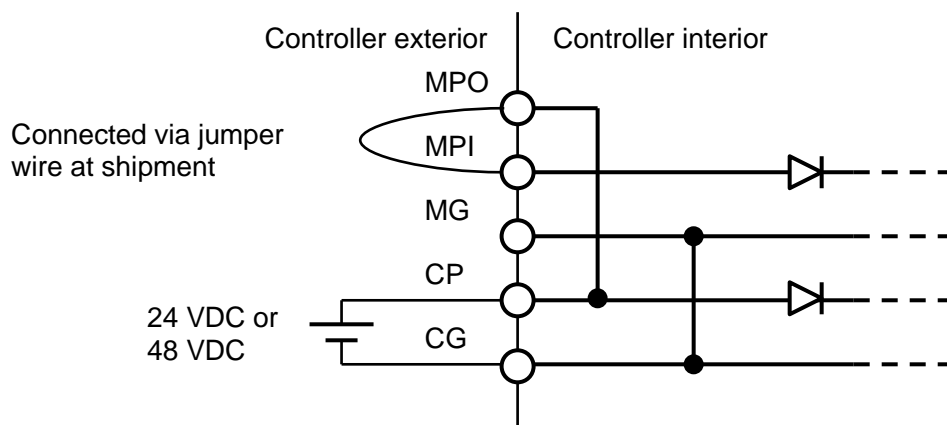 Controller exterior
Controller interior
MPO
Connected via jumper
wire at shipment
MPI
MG
CP
24 VDC or
48 VDC
CG